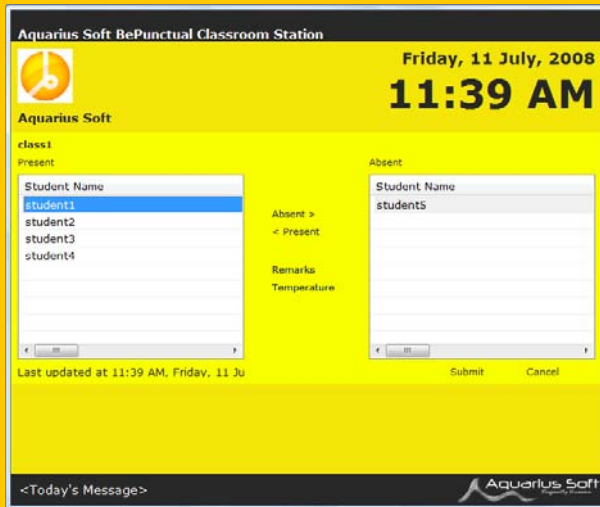 Aquarius Soft BePunctual Classroom Station
Friday, 11 July, 2008
11:39 AM
Aquarius Soft
class1
Present
Absent
Student Name
student1
student2
student3
student4
Absent >
< Present
Remarks
Temperature
Student Name
student5
Last updated at 11:39 AM, Friday, 11 Ju
Submit
Cancel
<Today's Message>
Aquarius Soft